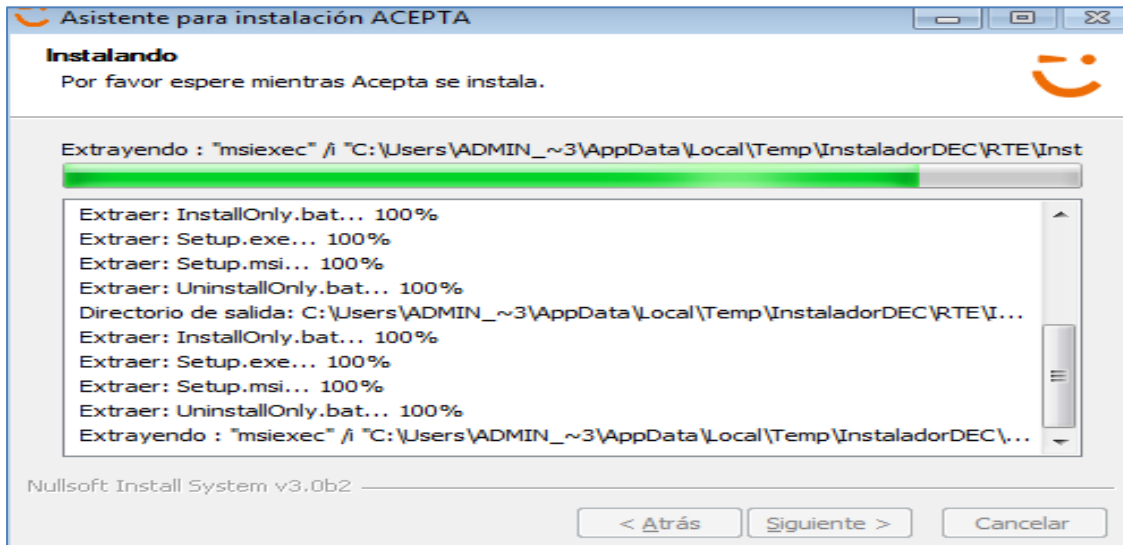 Asistente para instalación ACEPTA
Instalando
Por favor espere mientras Acepta se instala.
Extrayendo : "msiexec" /i "C:\Users\ADMIN_~3\AppData\Local\Temp\InstaladorDEC\RTE\Inst
Extraer: InstallOnly.bat... 100%
Extraer: Setup.exe... 100%
Extraer: Setup.msi... 100%
Extraer: UninstallOnly.bat... 100%
Directorio de salida: C:\Users\ADMIN_~3\AppData\Local\Temp\InstaladorDEC\RTE\I...
Extraer: InstallOnly.bat... 100%
Extraer: Setup.exe... 100%
Extraer: Setup.msi... 100%
Extraer: UninstallOnly.bat... 100%
Extrayendo : "msiexec" /i "C:\Users\ADMIN_~3\AppData\Local\Temp\InstaladorDEC\...
Nullsoft Install System v3.0b2
< Atrás Siguiente > Cancelar